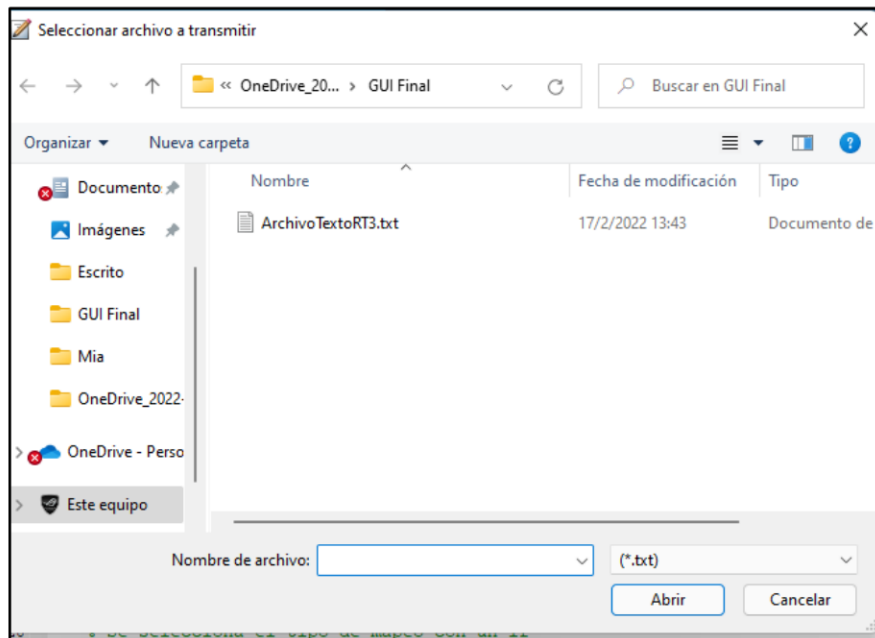 Seleccionar archivo a transmitir
« OneDrive_20... › GUI Final
Buscar en GUI Final
Organizar
Nueva carpeta
Nombre
Fecha de modificación
Tipo
Documento
Imágenes
Escrito
GUI Final
Mia
OneDrive_2022-
OneDrive - Perso
Este equipo
ArchivoTextoRT3.txt
17/2/2022 13:43
Documento de
Nombre de archivo:
(*.txt)
Abrir
Cancelar